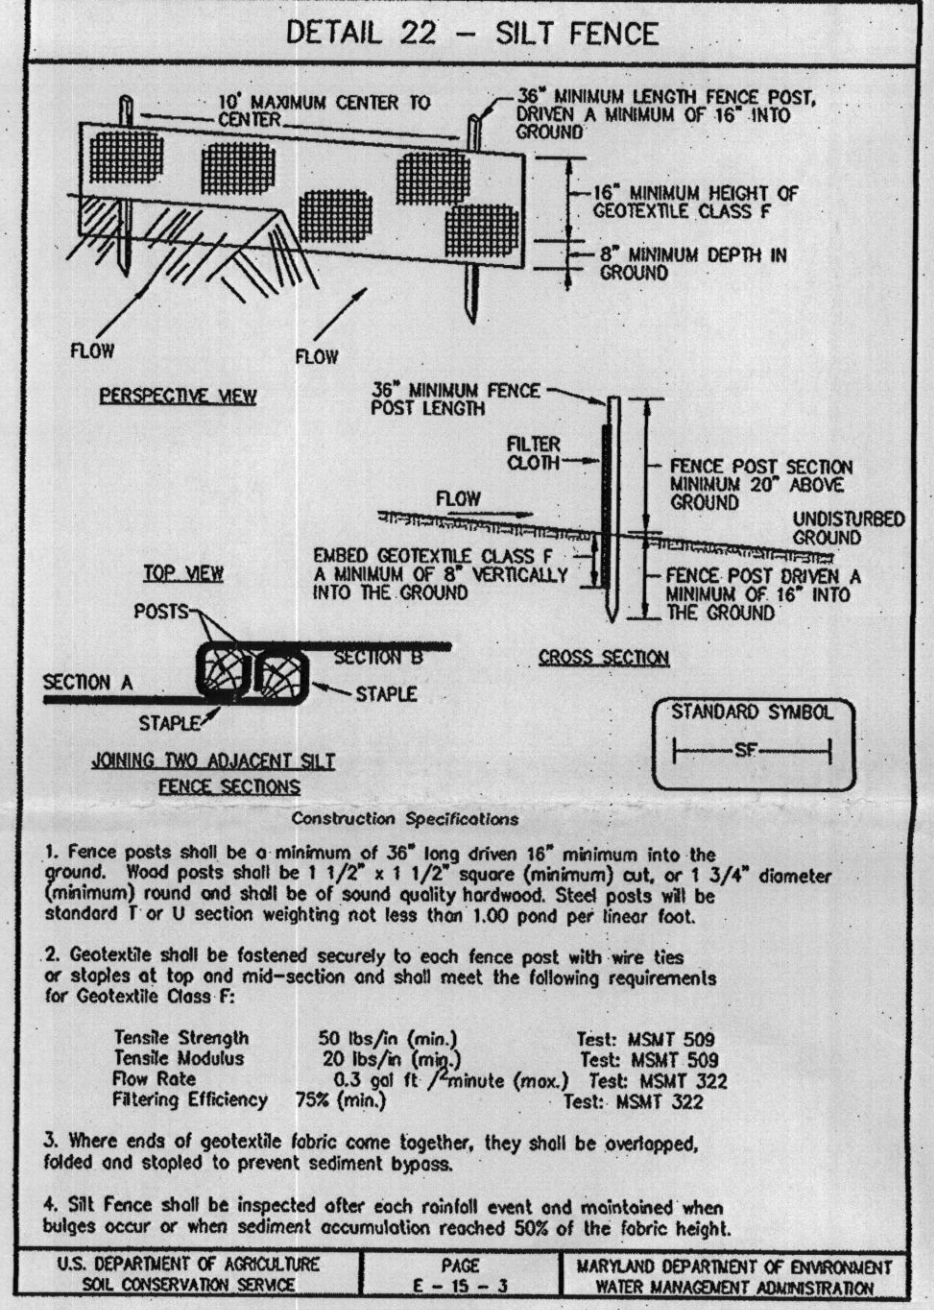 DETAIL 22 – SILT FENCE
10' MAXIMUM CENTER TO
CENTER
36" MINIMUM LENGTH FENCE POST,
DRIVEN A MINIMUM OF 16" INTO
GROUND
16" MINIMUM HEIGHT OF
GEOTEXTILE CLASS F
8" MINIMUM DEPTH IN
GROUND
FLOW
FLOW
PERSPECTIVE VIEW
36" MINIMUM FENCE
POST LENGTH
FILTER
CLOTH
FENCE POST SECTION
MINIMUM 20" ABOVE
GROUND
FLOW
UNDISTURBED
GROUND
EMBED GEOTEXTILE CLASS F
A MINIMUM OF 8" VERTICALLY
INTO THE GROUND
FENCE POST DRIVEN A
MINIMUM OF 16" INTO
THE GROUND
CROSS SECTION
TOP VIEW
POSTS
SECTION B
SECTION A
STAPLE
STAPLE
JOINING TWO ADJACENT SILT
FENCE SECTIONS
STANDARD SYMBOL
SF
Construction Specifications
1. Fence posts shall be a minimum of 36" long driven 16" minimum into the
ground. Wood posts shall be 1 1/2" x 1 1/2" square (minimum) cut, or 1 3/4" diameter
(minimum) round and shall be of sound quality hardwood. Steel posts will be
standard T or U section weighting not less than 1.00 pond per linear foot.
2. Geotextile shall be fastened securely to each fence post with wire ties
or staples at top and mid-section and shall meet the following requirements
for Geotextile Class F:
Tensile Strength 50 lbs/in (min.) Test: MSMT 509
Tensile Modulus 20 lbs/in (min.) Test: MSMT 509
Flow Rate 0.3 gal ft /²minute (max.) Test: MSMT 322
Filtering Efficiency 75% (min.) Test: MSMT 322
3. Where ends of geotextile fabric come together, they shall be overlapped,
folded and stapled to prevent sediment bypass.
4. Silt Fence shall be inspected after each rainfall event and maintained when
bulges occur or when sediment accumulation reached 50% of the fabric height.
U.S. DEPARTMENT OF AGRICULTURE
SOIL CONSERVATION SERVICE
PAGE
E – 15 – 3
MARYLAND DEPARTMENT OF ENVIRONMENT
WATER MANAGEMENT ADMINISTRATION